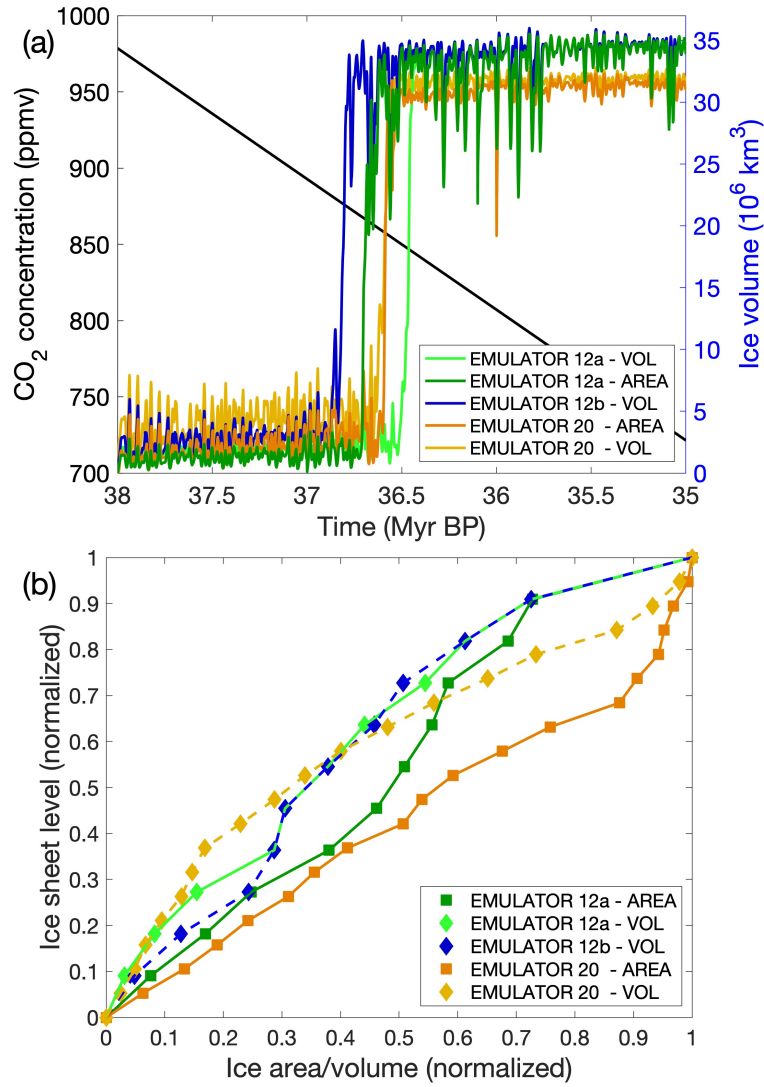 (a)
1000
950
900
850
800
750
700
CO2 concentration (ppmv)
35
30
25
20
15
10
5
0
Ice volume (10^6 km^3)
EMULATOR 12a - VOL
EMULATOR 12a - AREA
EMULATOR 12b - VOL
EMULATOR 20 - AREA
EMULATOR 20 - VOL
38 37.5 37 36.5 36 35.5 35
Time (Myr BP)
(b)
1
0.9
0.8
0.7
0.6
0.5
0.4
0.3
0.2
0.1
0
Ice sheet level (normalized)
EMULATOR 12a - AREA
EMULATOR 12a - VOL
EMULATOR 12b - VOL
EMULATOR 20 - AREA
EMULATOR 20 - VOL
0 0.1 0.2 0.3 0.4 0.5 0.6 0.7 0.8 0.9 1
Ice area/volume (normalized)